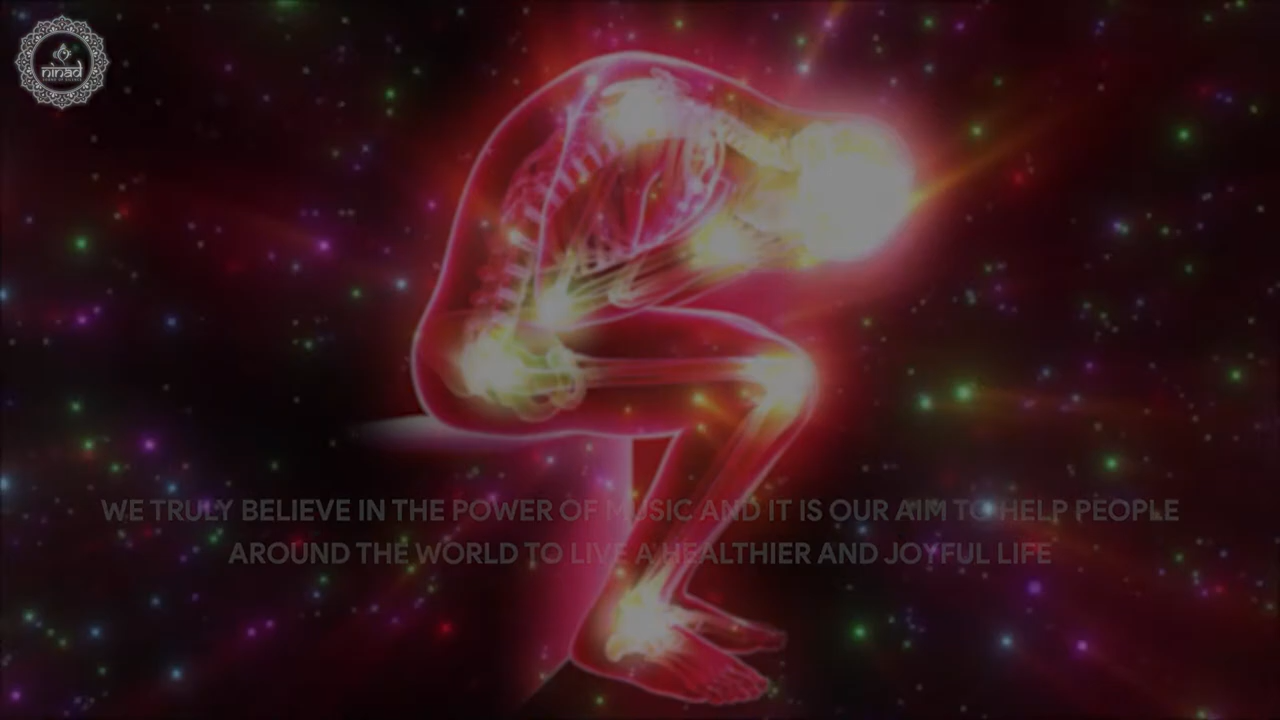 ninad
WE TRULY BELIEVE IN THE POWER OF MUSIC AND IT IS OUR AIM TO HELP PEOPLE
AROUND THE WORLD TO LIVE A HEALTHIER AND JOYFUL LIFE